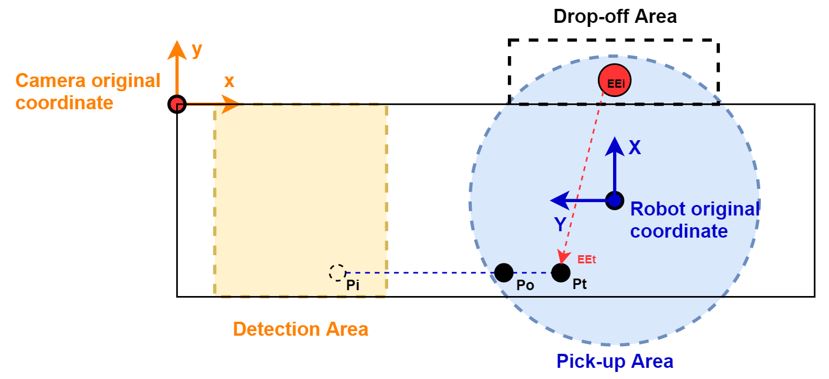 Drop-off Area
y
Camera original
coordinate
x
EEi
X
Y
Robot original
coordinate
EEt
Pi
Po
Pt
Detection Area
Pick-up Area